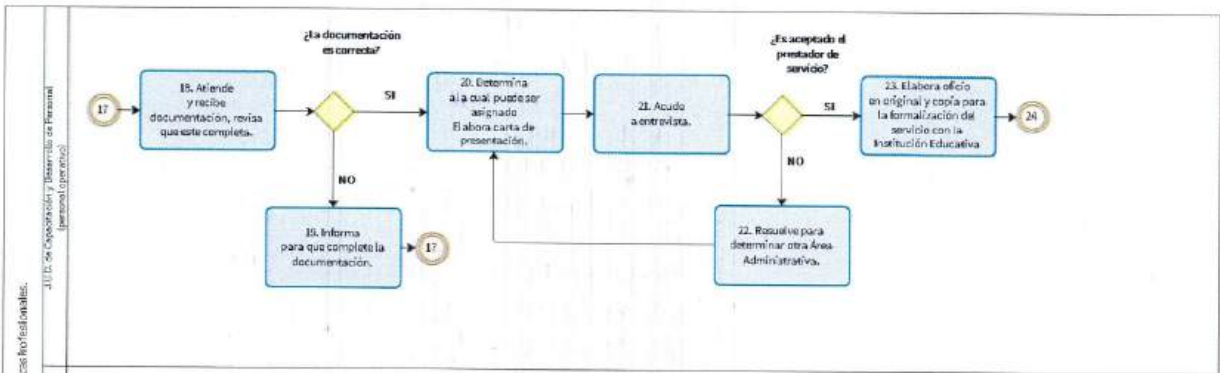 ¿La documentación
es correcta?
¿Es aceptado el
prestador de
servicio?
J.U.D. de Capacitación y Desarrollo de Personal
(personal operativo)
cas Profesionales.
17
18. Atiende
y recibe
documentación, revisa
que este completa.
SI
20. Determina
al a cual puede ser
asignado
Elabora carta de
presentación.
21. Acude
a entrevista.
SI
23. Elabora oficio
en original y copia para
la formalización del
servicio con la
Institución Educativa
24
NO
NO
19. Informa
para que complete la
documentación.
17
22. Resuelve para
determinar otra Área
Administrativa.